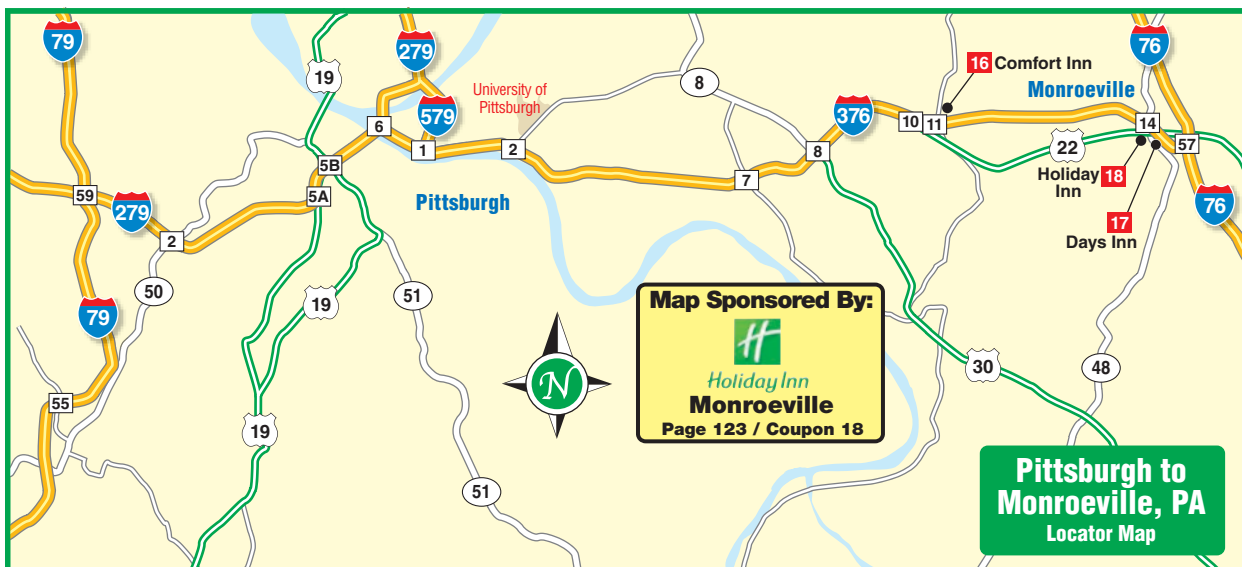 79
19
279
8
76
16 Comfort Inn
Monroeville
University of
Pittsburgh
579
376
6
1
2
10
11
14
22
57
5B
8
Holiday
Inn
18
7
59
5A
Pittsburgh
279
17
Days Inn
76
2
50
51
19
79
Map Sponsored By:
H
Holiday Inn
Monroeville
Page 123 / Coupon 18
N
30
48
55
19
51
Pittsburgh to
Monroeville, PA
Locator Map